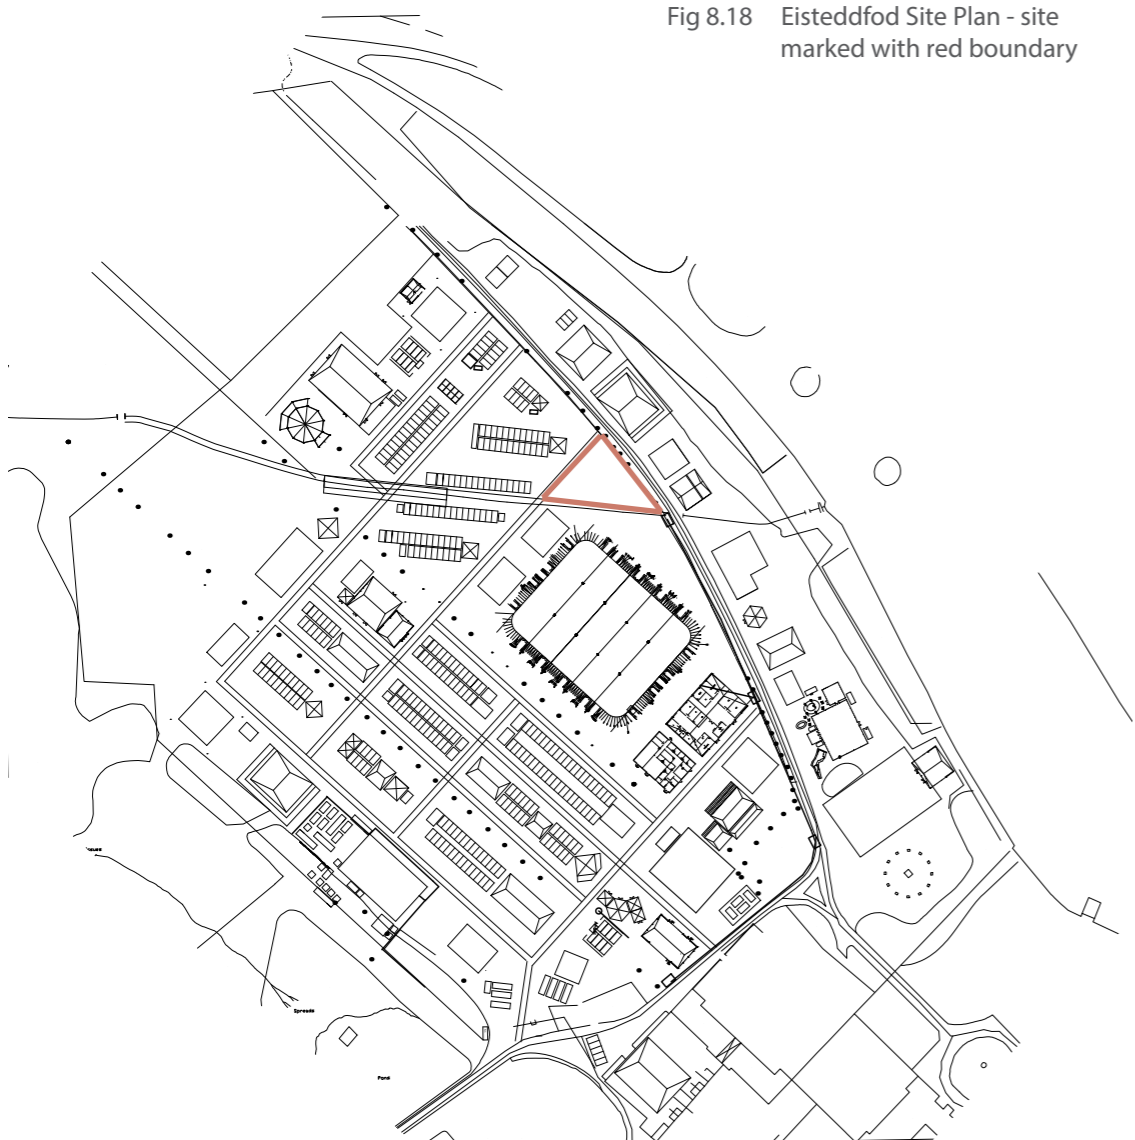 Fig 8.18 Eisteddfod Site Plan - site
marked with red boundary
Spreads
Pond